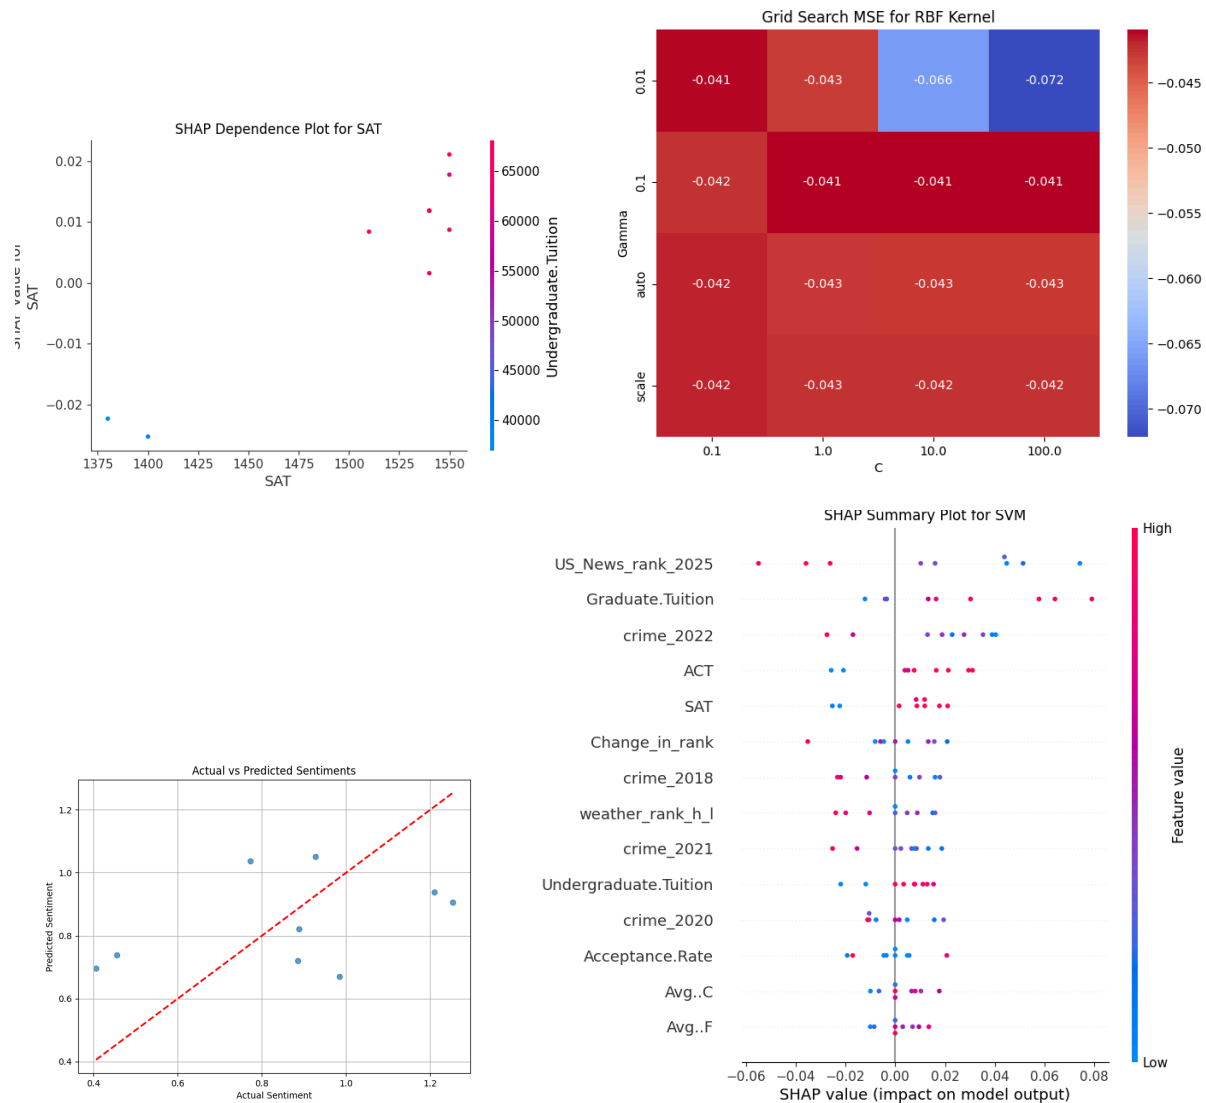 SHAP Dependence Plot for SAT
0.02
0.01
0.00
−0.01
−0.02
SHAP value for
SAT
1375 1400 1425 1450 1475 1500 1525 1550
SAT
65000
60000
55000
50000
45000
40000
Undergraduate.Tuition
Grid Search MSE for RBF Kernel
0.01 -0.041 -0.043 -0.066 -0.072
0.1 -0.042 -0.041 -0.041 -0.041
auto -0.042 -0.043 -0.043 -0.043
scale -0.042 -0.043 -0.042 -0.042
Gamma
0.1 1.0 10.0 100.0
C
−0.045
−0.050
−0.055
−0.060
−0.065
−0.070
Actual vs Predicted Sentiments
1.2
1.0
0.8
0.6
0.4
Predicted Sentiment
0.4 0.6 0.8 1.0 1.2
Actual Sentiment
SHAP Summary Plot for SVM
US_News_rank_2025
Graduate.Tuition
crime_2022
ACT
SAT
Change_in_rank
crime_2018
weather_rank_h_l
crime_2021
Undergraduate.Tuition
crime_2020
Acceptance.Rate
Avg..C
Avg..F
−0.06 −0.04 −0.02 0.00 0.02 0.04 0.06 0.08
SHAP value (impact on model output)
High
Feature value
Low